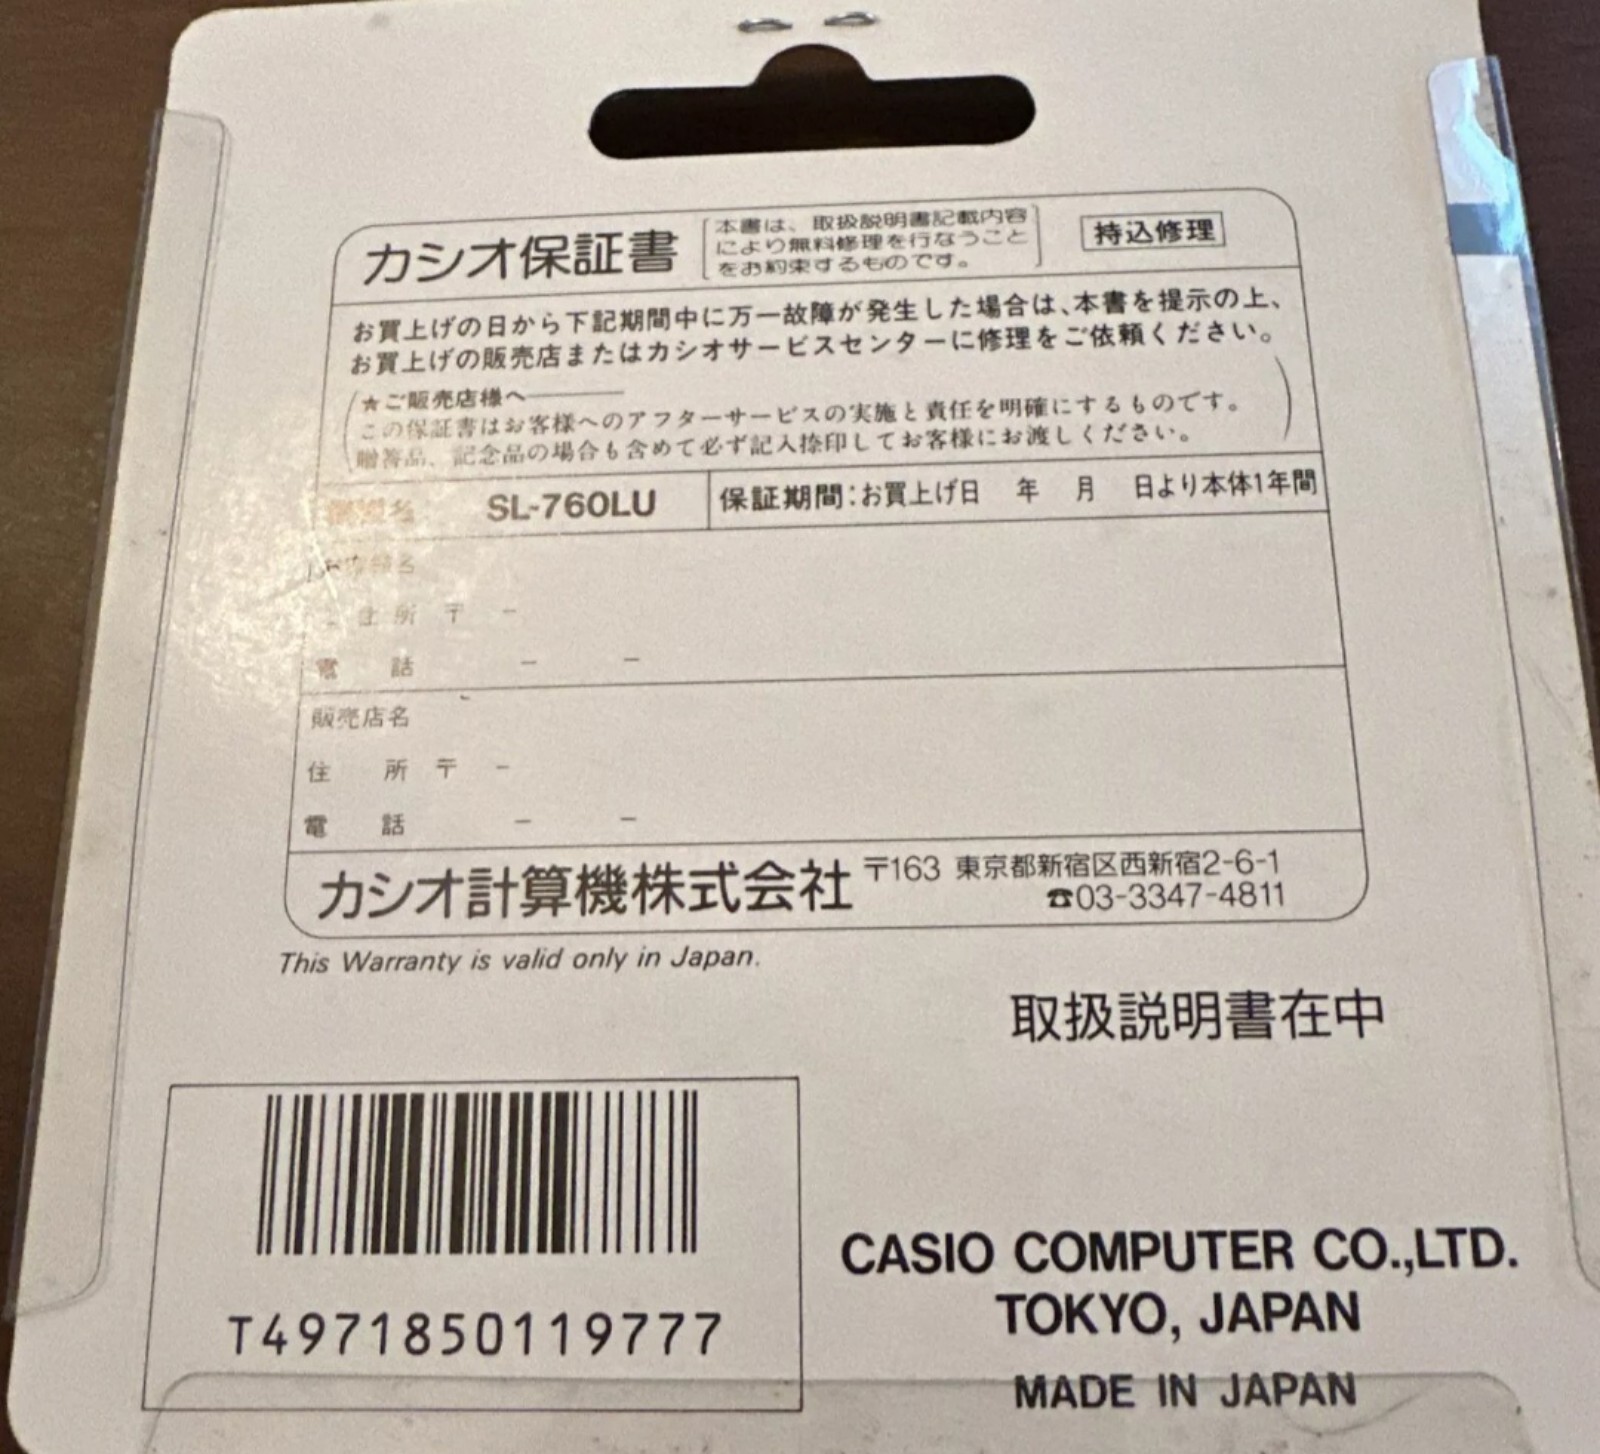 カシオ保証書
本書は、取扱説明書記載内容
により無料修理を行なうこと
をお約束するものです。
持込修理
お買上げの日から下記期間中に万一故障が発生した場合は、本書を提示の上、
お買上げの販売店またはカシオサービスセンターに修理をご依頼ください。
★ご販売店様へ
この保証書はお客様へのアフターサービスの実施と責任を明確にするものです。
贈答品、記念品の場合も含めて必ず記入捺印してお客様にお渡しください。
SL-760LU
保証期間:お買上げ日 年 月 日より本体1年間
住所 〒 -
電 話 - -
販売店名
住 所 〒 -
電 話 - -
カシオ計算機株式会社
〒163 東京都新宿区西新宿2-6-1
☎03-3347-4811
This Warranty is valid only in Japan.
取扱説明書在中
T4971850119777
CASIO COMPUTER CO.,LTD.
TOKYO, JAPAN
MADE IN JAPAN